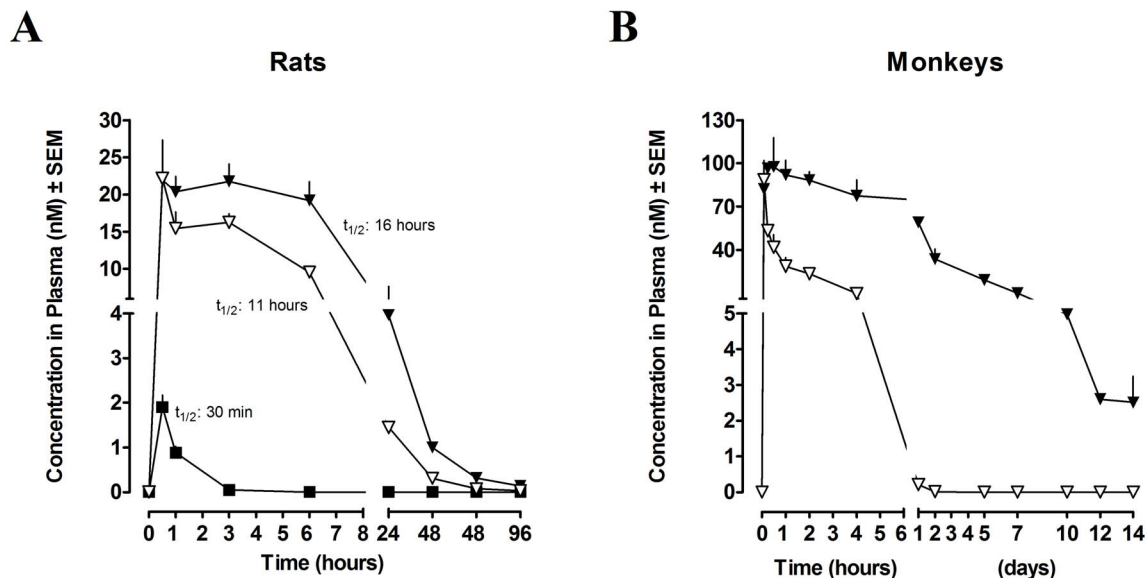 A
Rats
Concentration in Plasma (nM) ± SEM
30
25
20
15
10
4
3
2
1
0
t1/2: 16 hours
t1/2: 11 hours
t1/2: 30 min
0 1 2 3 4 5 6 7 8 24 48 48 96
Time (hours)
B
Monkeys
Concentration in Plasma (nM) ± SEM
130
100
70
40
5
4
3
2
1
0
0 1 2 3 4 5 6 1 2 3 4 5 7 10 12 14
Time (hours) (days)